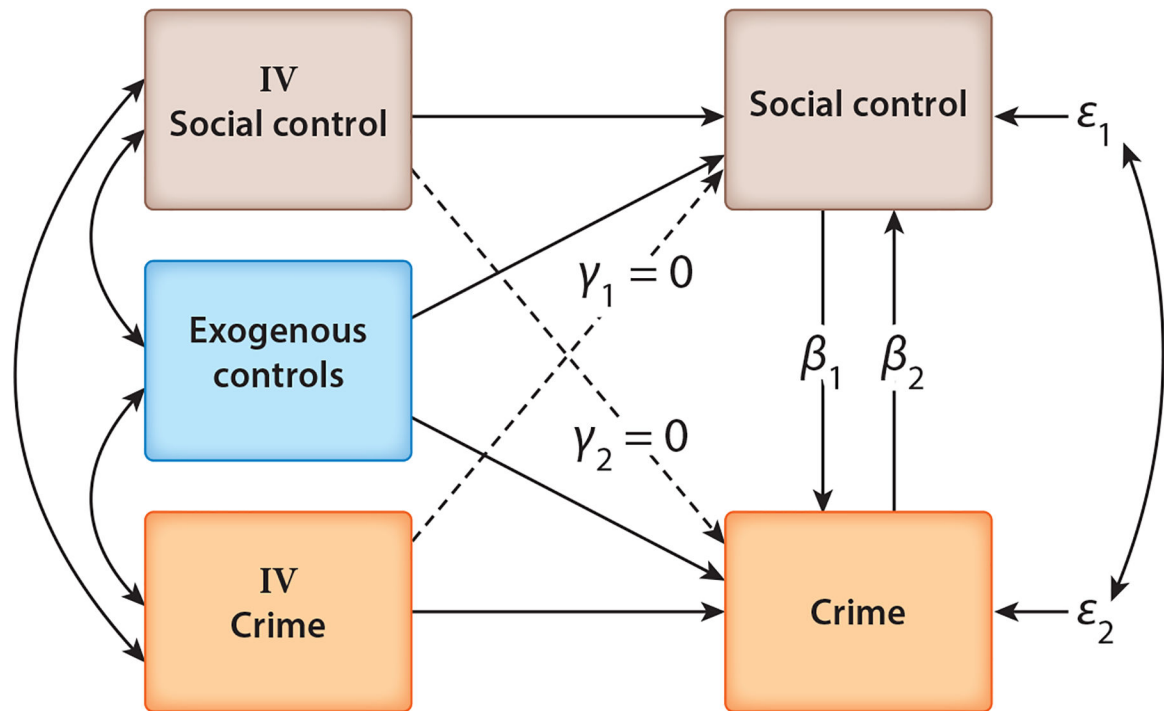 IV
Social control
Social control
ε1
γ1 = 0
Exogenous
controls
β1
β2
γ2 = 0
IV
Crime
Crime
ε2